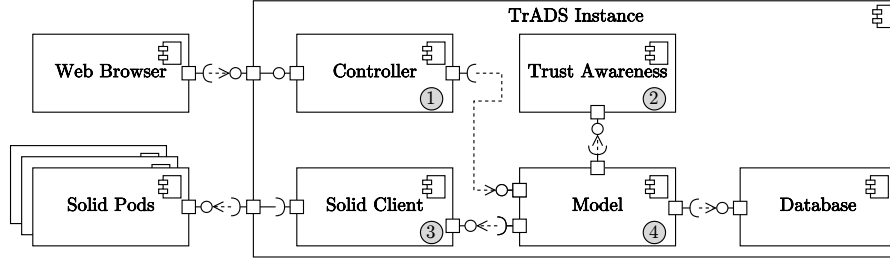 TrADS Instance
Web Browser
Controller
1
Trust Awareness
2
Solid Pods
Solid Client
3
Model
4
Database